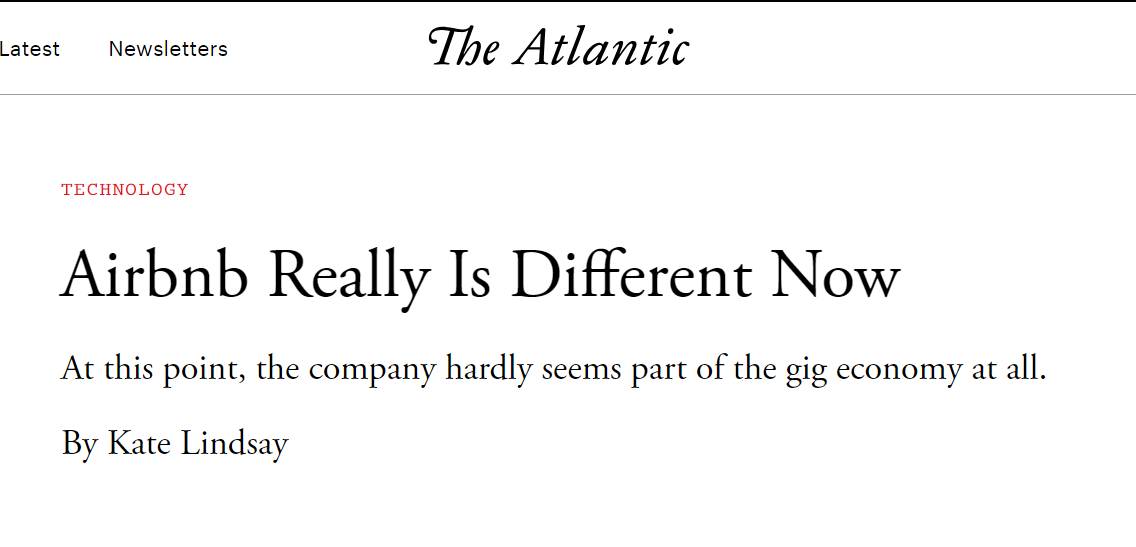 Latest Newsletters The Atlantic
TECHNOLOGY
Airbnb Really Is Different Now
At this point, the company hardly seems part of the gig economy at all.
By Kate Lindsay